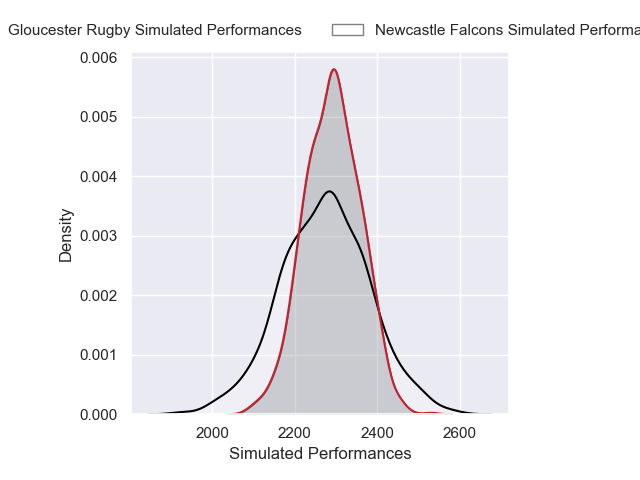 Gloucester Rugby Simulated Performances Newcastle Falcons Simulated
0.006
0.005
0.004
0.003
0.002
0.001
0.000
Density
2000 2200 2400 2600
Simulated Performances